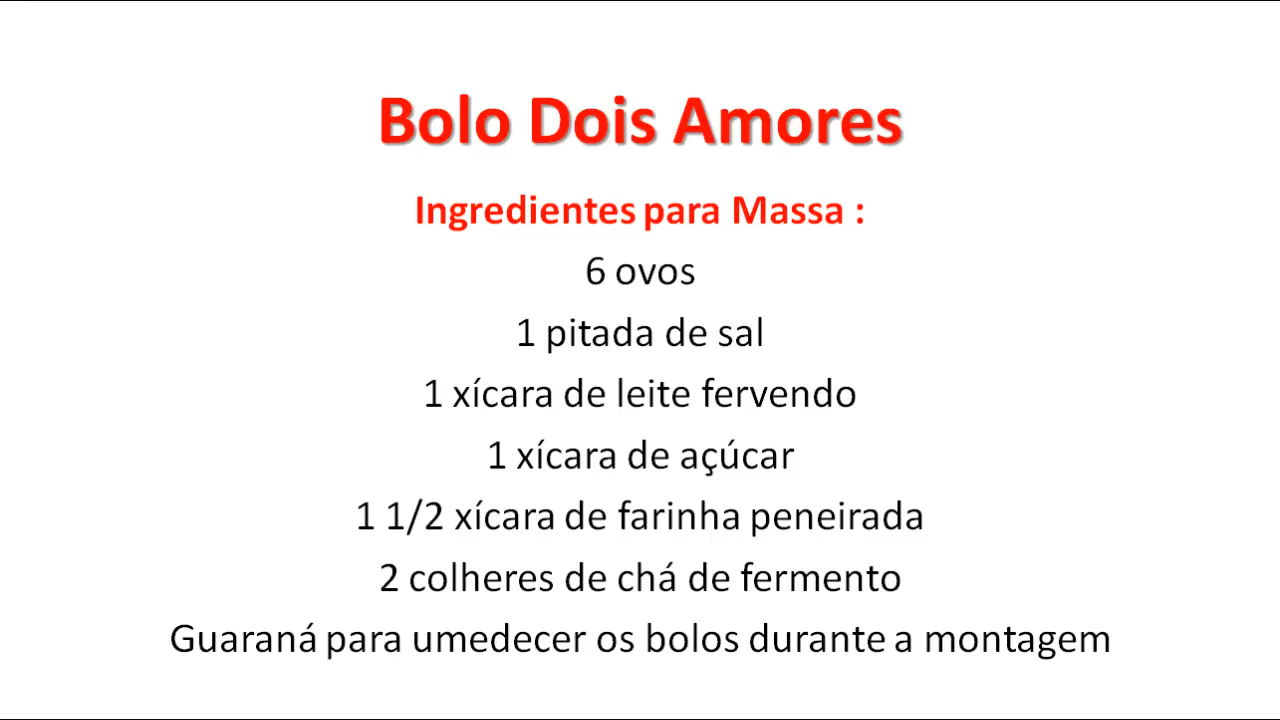 Bolo Dois Amores
Ingredientes para Massa :
6 ovos
1 pitada de sal
1 xícara de leite fervendo
1 xícara de açúcar
1 1/2 xícara de farinha peneirada
2 colheres de chá de fermento
Guaraná para umedecer os bolos durante a montagem